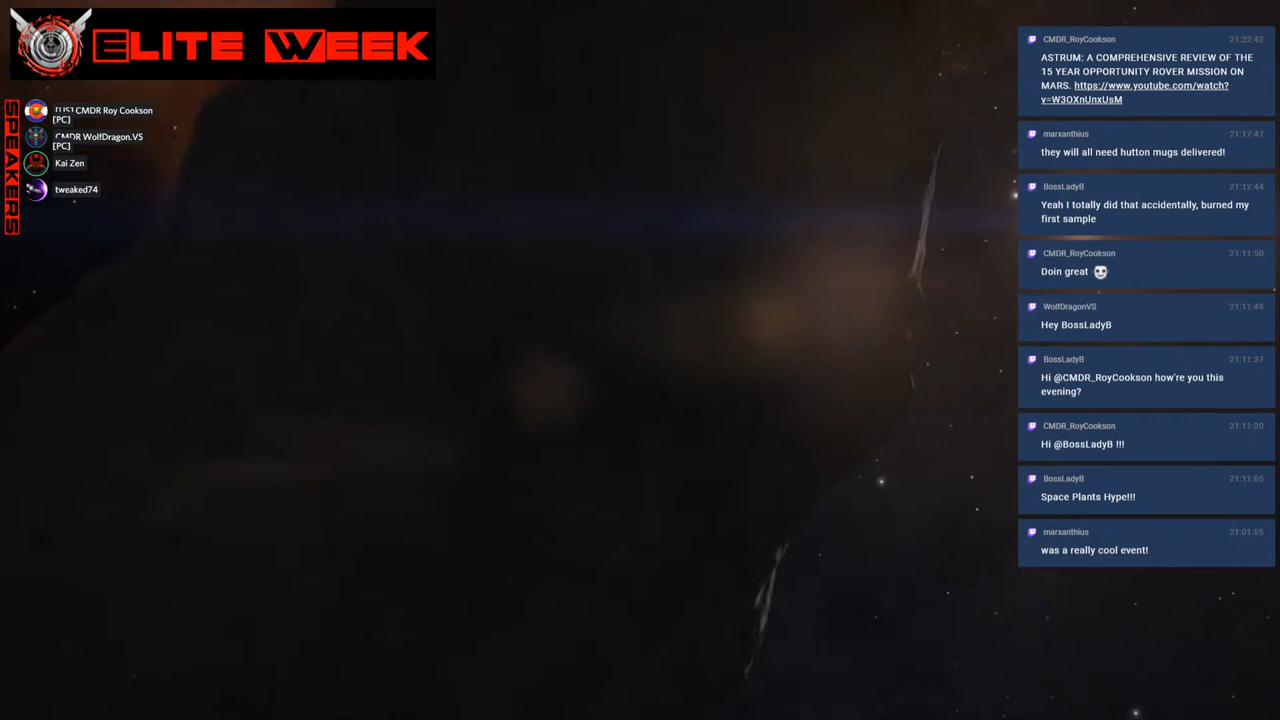 ELITE WEEK
SPEAKERS
[US] CMDR Roy Cookson
[PC]
CMDR WolfDragon.VS
[PC]
Kai Zen
tweaked74
CMDR_RoyCookson 21:22:42
ASTRUM: A COMPREHENSIVE REVIEW OF THE
15 YEAR OPPORTUNITY ROVER MISSION ON
MARS. https://www.youtube.com/watch?
v=W3OXnUnxUsM
marxanthius 21:17:47
they will all need hutton mugs delivered!
BossLadyB 21:12:44
Yeah I totally did that accidentally, burned my
first sample
CMDR_RoyCookson 21:11:50
Doin great
WolfDragonVS 21:11:49
Hey BossLadyB
BossLadyB 21:11:37
Hi @CMDR_RoyCookson how're you this
evening?
CMDR_RoyCookson 21:11:20
Hi @BossLadyB !!!
BossLadyB 21:11:05
Space Plants Hype!!!
marxanthius 21:01:55
was a really cool event!